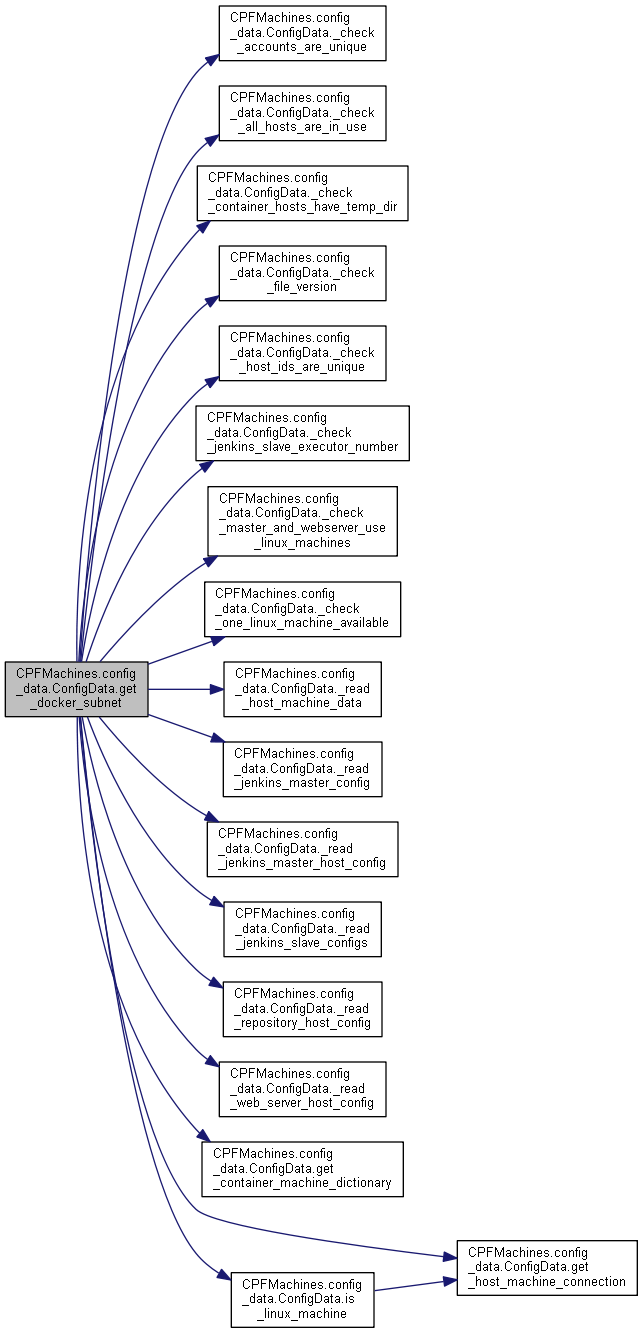 CPFMachines.config
_data.ConfigData._check
_accounts_are_unique
CPFMachines.config
_data.ConfigData._check
_all_hosts_are_in_use
CPFMachines.config
_data.ConfigData._check
_container_hosts_have_temp_dir
CPFMachines.config
_data.ConfigData._check
_file_version
CPFMachines.config
_data.ConfigData._check
_host_ids_are_unique
CPFMachines.config
_data.ConfigData._check
_jenkins_slave_executor_number
CPFMachines.config
_data.ConfigData._check
_master_and_webserver_use
_linux_machines
CPFMachines.config
_data.ConfigData._check
_one_linux_machine_available
CPFMachines.config
_data.ConfigData.get
_docker_subnet
CPFMachines.config
_data.ConfigData._read
_host_machine_data
CPFMachines.config
_data.ConfigData._read
_jenkins_master_config
CPFMachines.config
_data.ConfigData._read
_jenkins_master_host_config
CPFMachines.config
_data.ConfigData._read
_jenkins_slave_configs
CPFMachines.config
_data.ConfigData._read
_repository_host_config
CPFMachines.config
_data.ConfigData._read
_web_server_host_config
CPFMachines.config
_data.ConfigData.get
_container_machine_dictionary
CPFMachines.config
_data.ConfigData.get
_host_machine_connection
CPFMachines.config
_data.ConfigData.is
_linux_machine